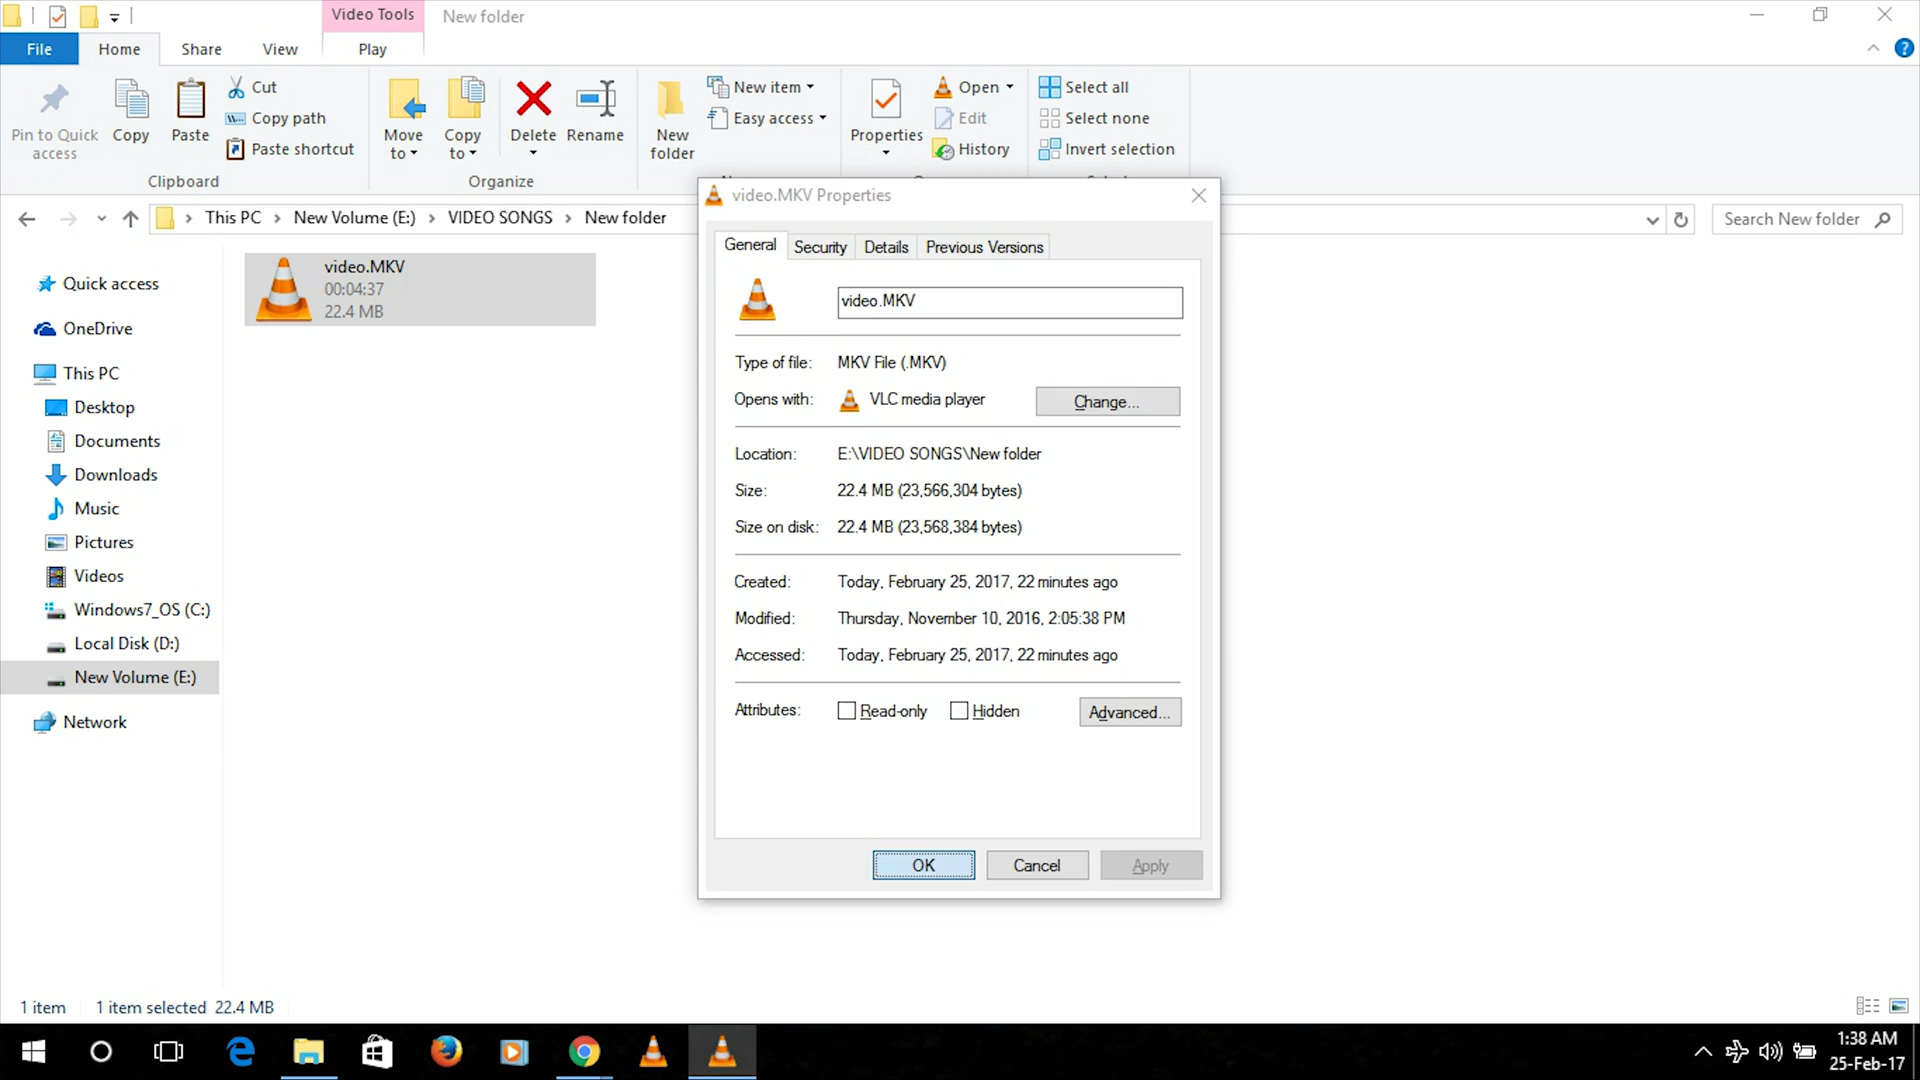 Video Tools
New folder
File
Home
Share
View
Play
Pin to Quick access
Copy
Paste
Cut
Copy path
Paste shortcut
Clipboard
Move to
Copy to
Delete
Rename
Organize
New folder
New item
Easy access
Properties
Open
Edit
History
Select all
Select none
Invert selection
This PC
New Volume (E:)
VIDEO SONGS
New folder
Search New folder
Quick access
OneDrive
This PC
Desktop
Documents
Downloads
Music
Pictures
Videos
Windows7_OS (C:)
Local Disk (D:)
New Volume (E:)
Network
video.MKV
00:04:37
22.4 MB
video.MKV Properties
General
Security
Details
Previous Versions
video.MKV
Type of file: MKV File (.MKV)
Opens with: VLC media player
Change...
Location: E:\VIDEO SONGS\New folder
Size: 22.4 MB (23,566,304 bytes)
Size on disk: 22.4 MB (23,568,384 bytes)
Created: Today, February 25, 2017, 22 minutes ago
Modified: Thursday, November 10, 2016, 2:05:38 PM
Accessed: Today, February 25, 2017, 22 minutes ago
Attributes: Read-only Hidden
Advanced...
OK
Cancel
Apply
1 item
1 item selected 22.4 MB
1:38 AM
25-Feb-17